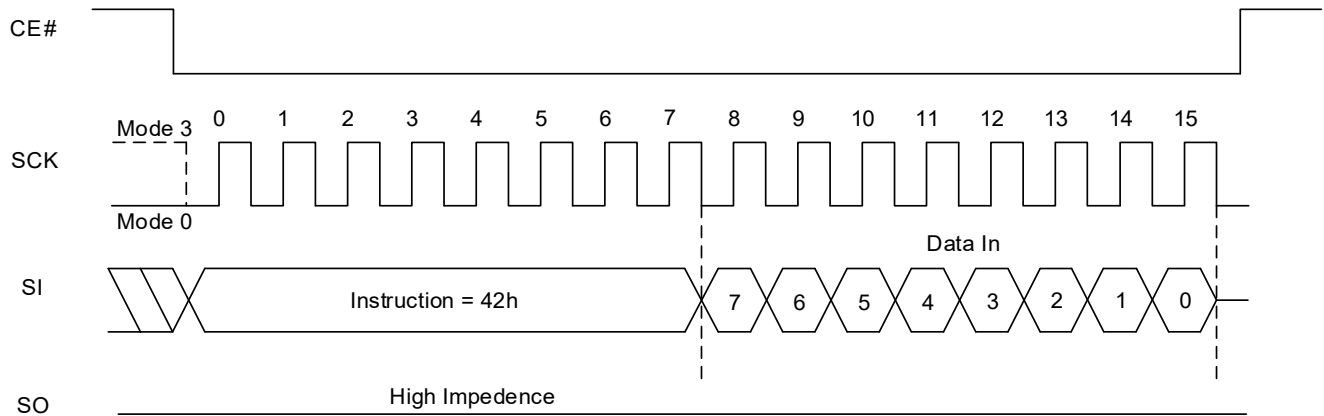 CE#
Mode 3
0 1 2 3 4 5 6 7 8 9 10 11 12 13 14 15
SCK
Mode 0
Data In
SI
Instruction = 42h
7 6 5 4 3 2 1 0
High Impedence
SO